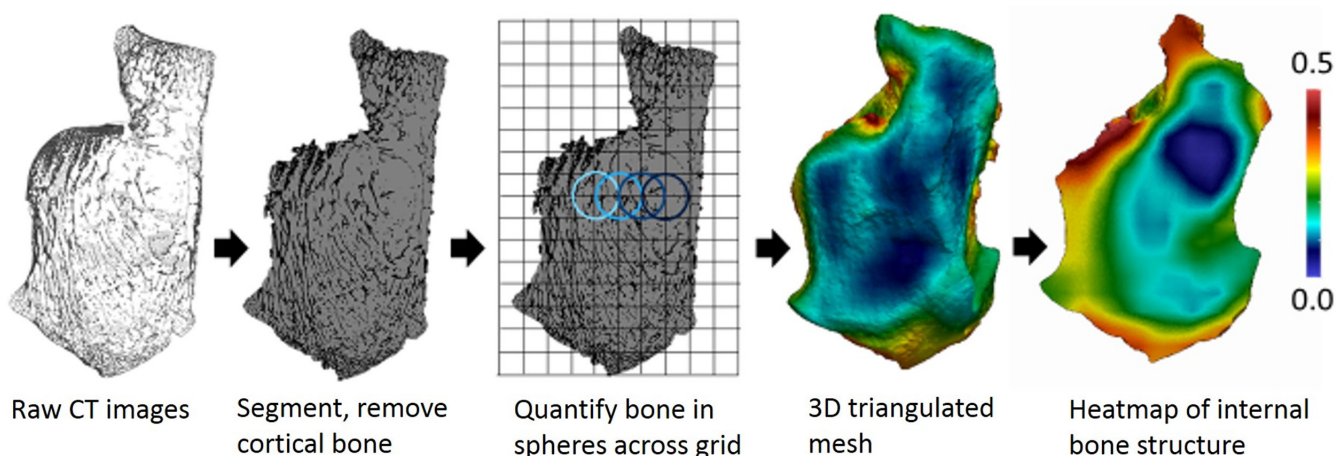 0.5
0.0
Raw CT images
Segment, remove
cortical bone
Quantify bone in
spheres across grid
3D triangulated
mesh
Heatmap of internal
bone structure